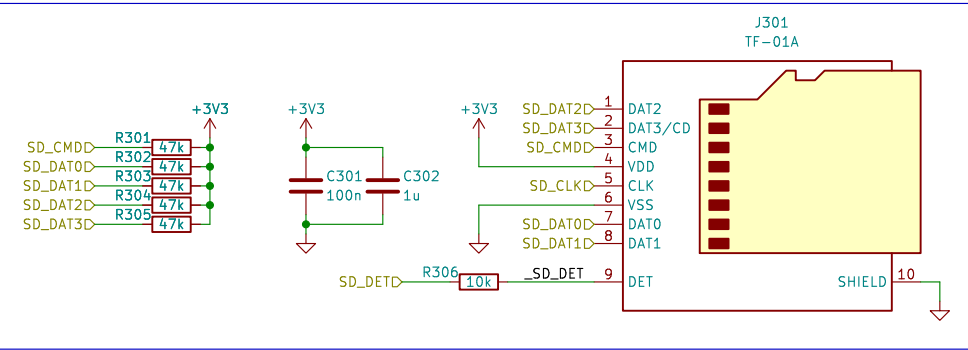 J301
TF-01A
+3V3
SD_CMD
R301
47k
SD_DAT0
R302
47k
SD_DAT1
R303
47k
SD_DAT2
R304
47k
SD_DAT3
R305
47k
+3V3
C301
100n
C302
1u
+3V3
SD_DAT2 1 DAT2
SD_DAT3 2 DAT3/CD
SD_CMD 3 CMD
4 VDD
SD_CLK 5 CLK
6 VSS
SD_DAT0 7 DAT0
SD_DAT1 8 DAT1
SD_DET
R306
10k
_SD_DET
9 DET
SHIELD 10